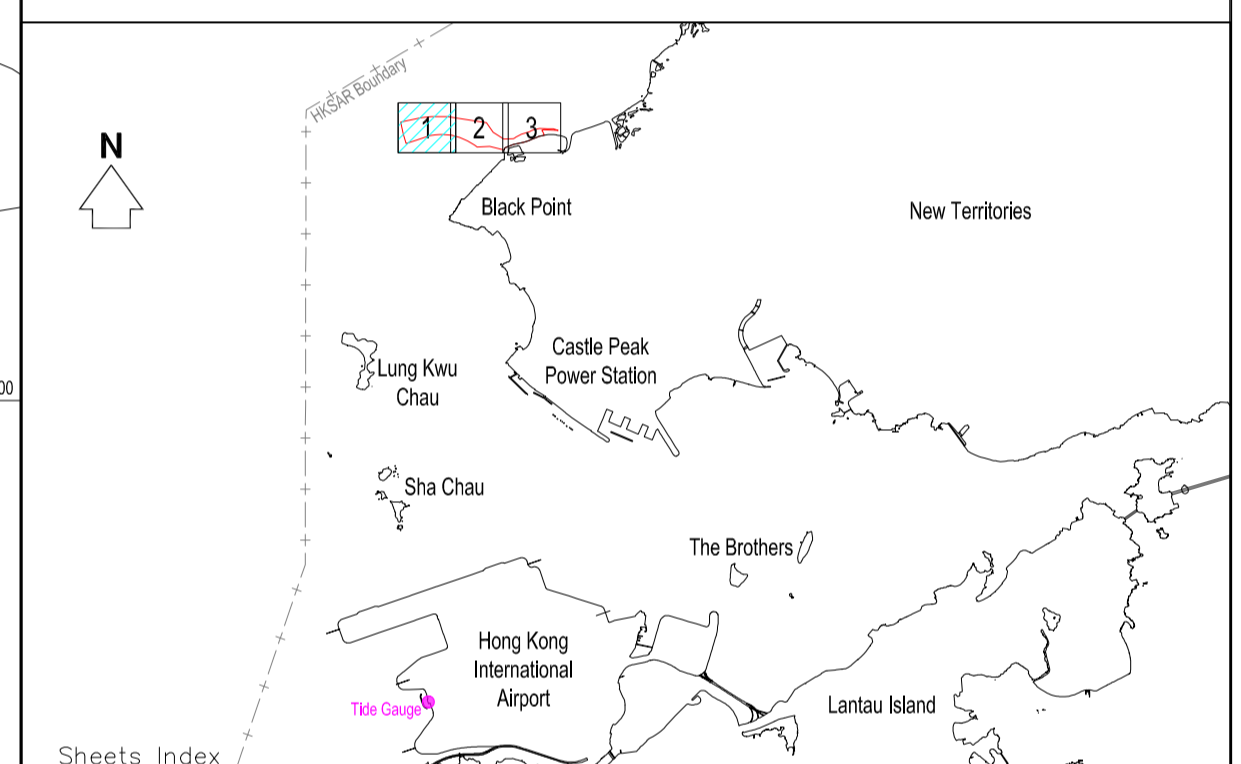 HKSAR Boundary
1
2
3
N
Black Point
New Territories
Castle Peak
Power Station
Lung Kwu
Chau
00
Sha Chau
The Brothers
Hong Kong
International
Airport
Tide Gauge
Lantau Island
Sheets Index